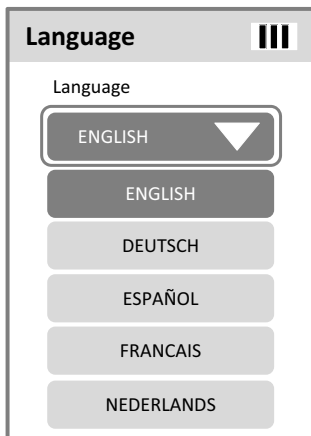 Language
Language
ENGLISH
ENGLISH
DEUTSCH
ESPAÑOL
FRANCAIS
NEDERLANDS